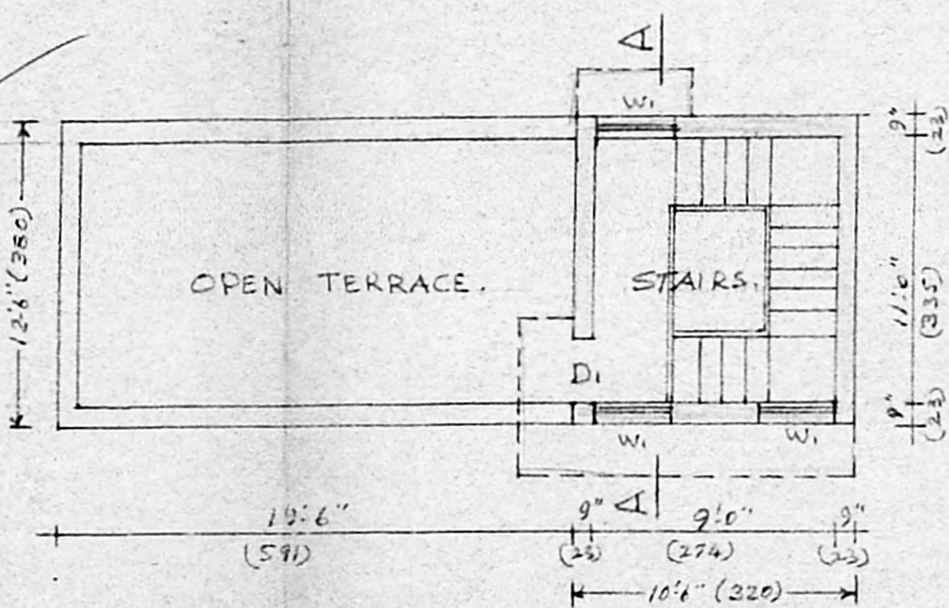 A
W1
9"
(23)
12'-6" (380)
OPEN TERRACE.
STAIRS.
11'-0"
(335)
D1
9"
(23)
W1
W1
A
19'-6"
(591)
9"
(23)
9'-0"
(274)
9"
(23)
10'-6" (320)